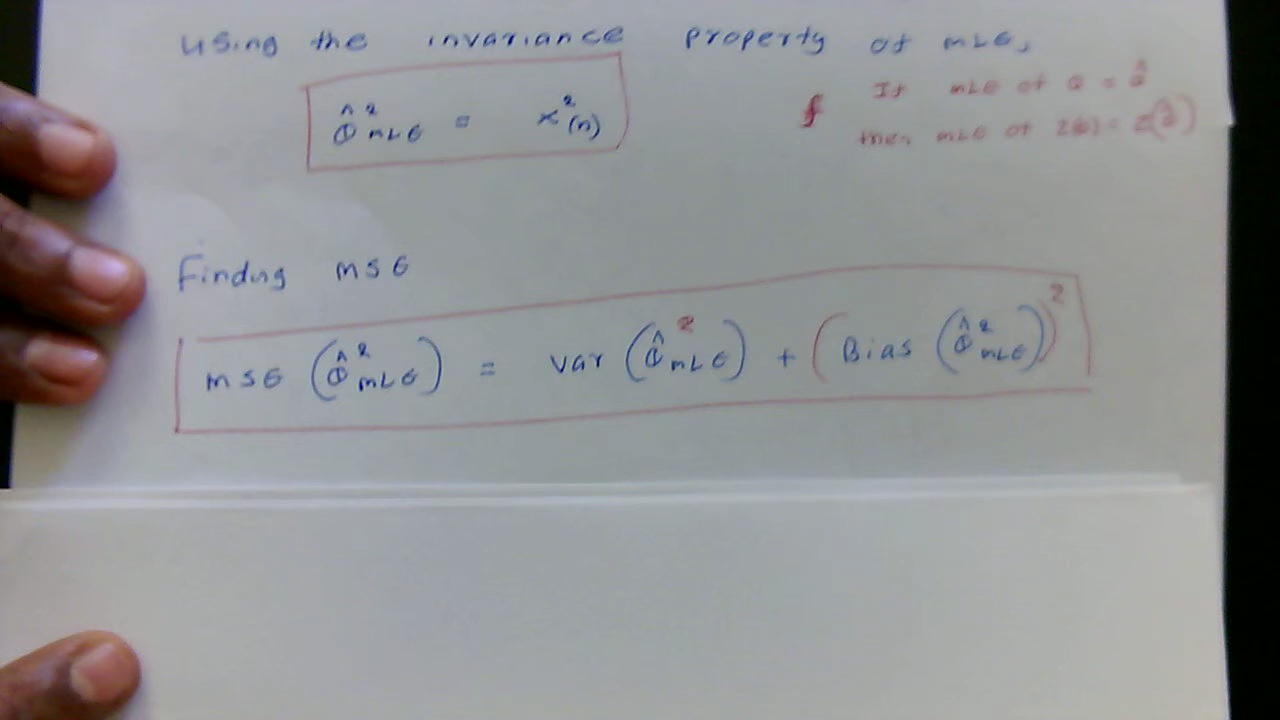 Using the invariance property of MLE,
θ̂²MLE = X²(n)
{ If MLE of θ = θ̂
then MLE of τ(θ) = τ(θ̂)
Finding MSE
MSE (θ̂²MLE) = Var (θ̂²MLE) + (Bias (θ̂²MLE))²